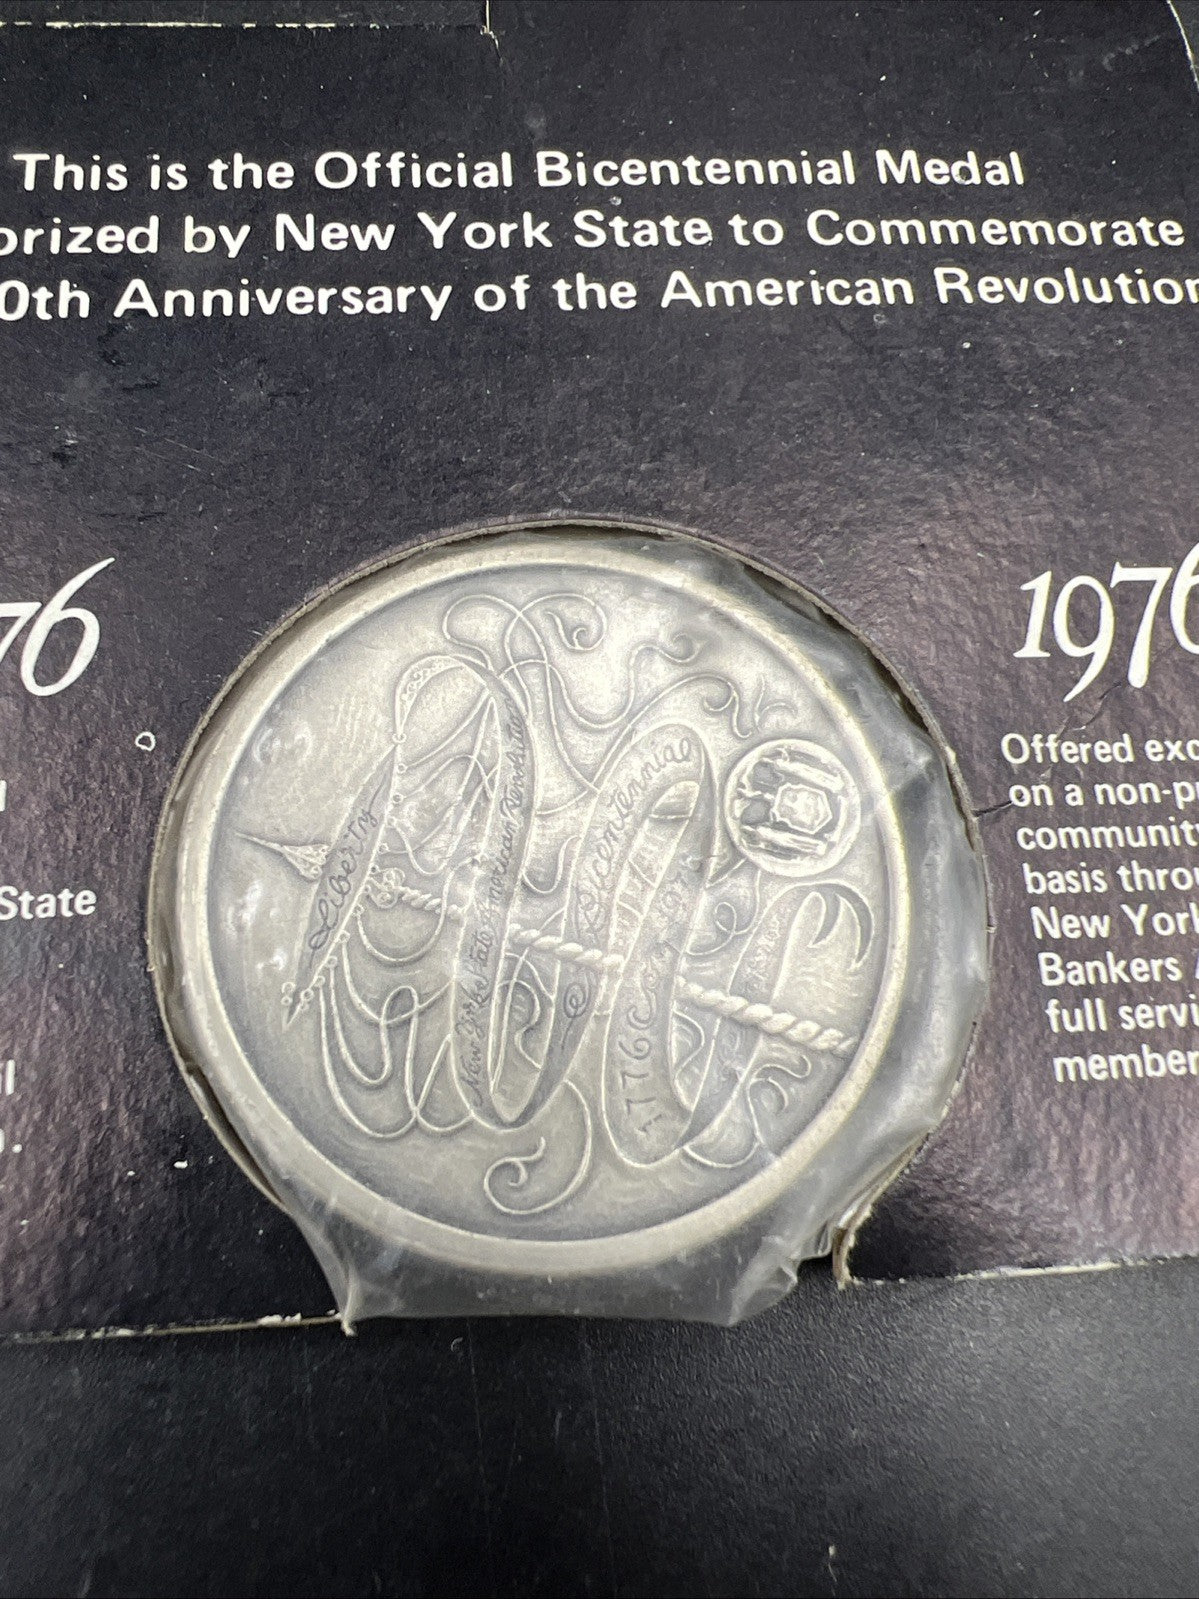 This is the Official Bicentennial Medal
orized by New York State to Commemorate
0th Anniversary of the American Revolution
76
State
1976
Offered exc
on a non-p
community
basis throu
New York
Bankers
full servi
member
Liberty
New York State American Revolution
Bicentennial
1776 1976